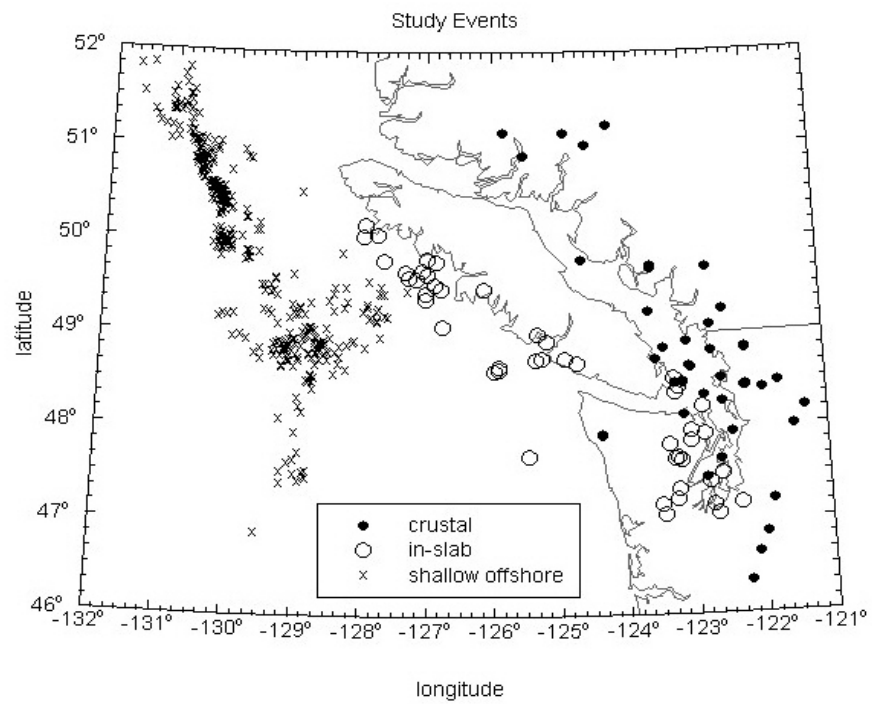 Study Events
52º
51º
50º
49º
48º
47º
46º
latitude
crustal
in-slab
shallow offshore
-132º -131º -130º -129º -128º -127º -126º -125º -124º -123º -122º -121º
longitude